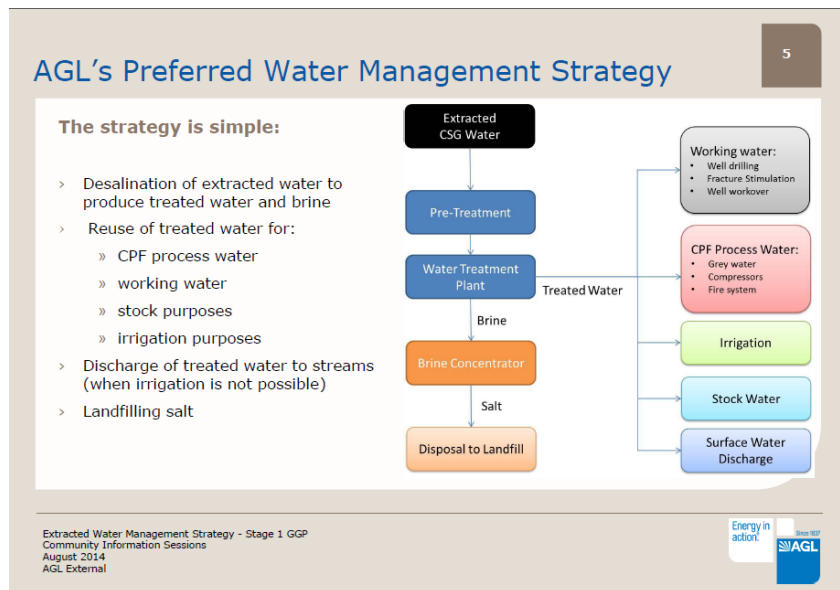 5
AGL’s Preferred Water Management Strategy
The strategy is simple:
› Desalination of extracted water to
produce treated water and brine
› Reuse of treated water for:
» CPF process water
» working water
» stock purposes
» irrigation purposes
› Discharge of treated water to streams
(when irrigation is not possible)
› Landfilling salt
Extracted
CSG Water
Pre-Treatment
Water Treatment
Plant
Treated Water
Brine
Brine Concentrator
Salt
Disposal to Landfill
Working water:
• Well drilling
• Fracture Stimulation
• Well workover
CPF Process Water:
• Grey water
• Compressors
• Fire system
Irrigation
Stock Water
Surface Water
Discharge
Extracted Water Management Strategy - Stage 1 GGP
Community Information Sessions
August 2014
AGL External
Energy in
action.®
Since 1837
AGL